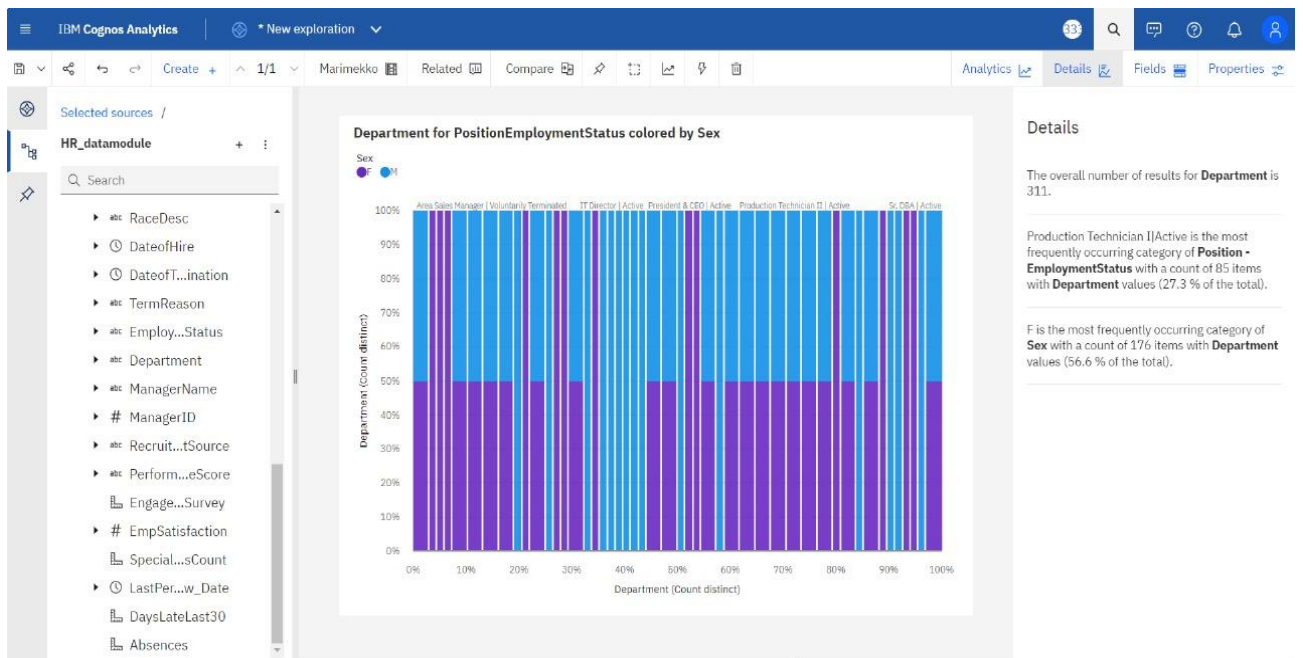 IBM Cognos Analytics
* New exploration
Create +
1/1
Marimekko
Related
Compare
Analytics
Details
Fields
Properties
Selected sources /
HR_datamodule
Search
abc RaceDesc
DateofHire
DateofT...ination
abc TermReason
abc Employ...Status
abc Department
abc ManagerName
# ManagerID
abc Recruit...tSource
abc Perform...eScore
Engage...Survey
# EmpSatisfaction
Special...sCount
LastPer...w_Date
DaysLateLast30
Absences
Department for PositionEmploymentStatus colored by Sex
Sex
F M
Area Sales Manager | Voluntarily Terminated IT Director | Active President & CEO | Active Production Technician II | Active Sr. DBA | Active
100%
90%
80%
70%
60%
50%
40%
30%
20%
10%
0%
Department (Count distinct)
0% 10% 20% 30% 40% 50% 60% 70% 80% 90% 100%
Department (Count distinct)
Details
The overall number of results for Department is
311.
Production Technician I|Active is the most
frequently occurring category of Position -
EmploymentStatus with a count of 85 items
with Department values (27.3 % of the total).
F is the most frequently occurring category of
Sex with a count of 176 items with Department
values (56.6 % of the total).